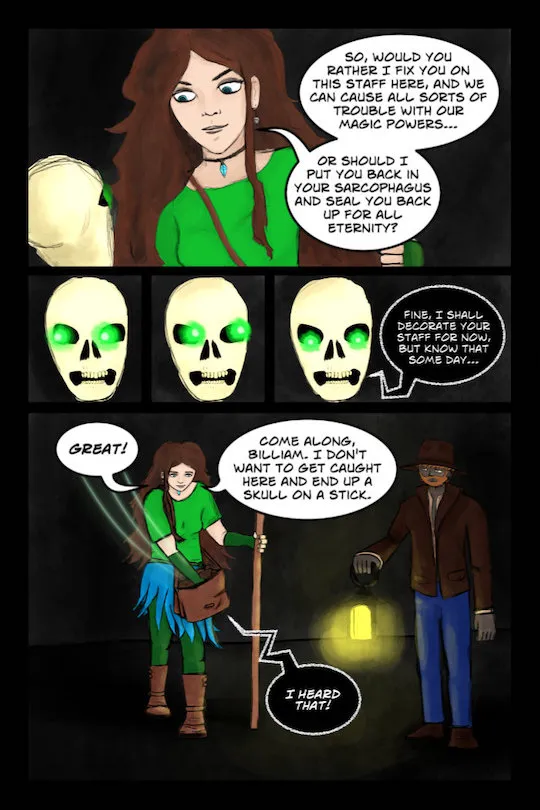 SO, WOULD YOU
RATHER I FIX YOU ON
THIS STAFF HERE, AND WE
CAN CAUSE ALL SORTS OF
TROUBLE WITH OUR
MAGIC POWERS...
OR SHOULD I
PUT YOU BACK IN
YOUR SARCOPHAGUS
AND SEAL YOU BACK
UP FOR ALL
ETERNITY?
FINE, I SHALL
DECORATE YOUR
STAFF FOR NOW,
BUT KNOW THAT
SOME DAY...
GREAT!
COME ALONG,
BILLIAM. I DON'T
WANT TO GET CAUGHT
HERE AND END UP A
SKULL ON A STICK.
I HEARD
THAT!